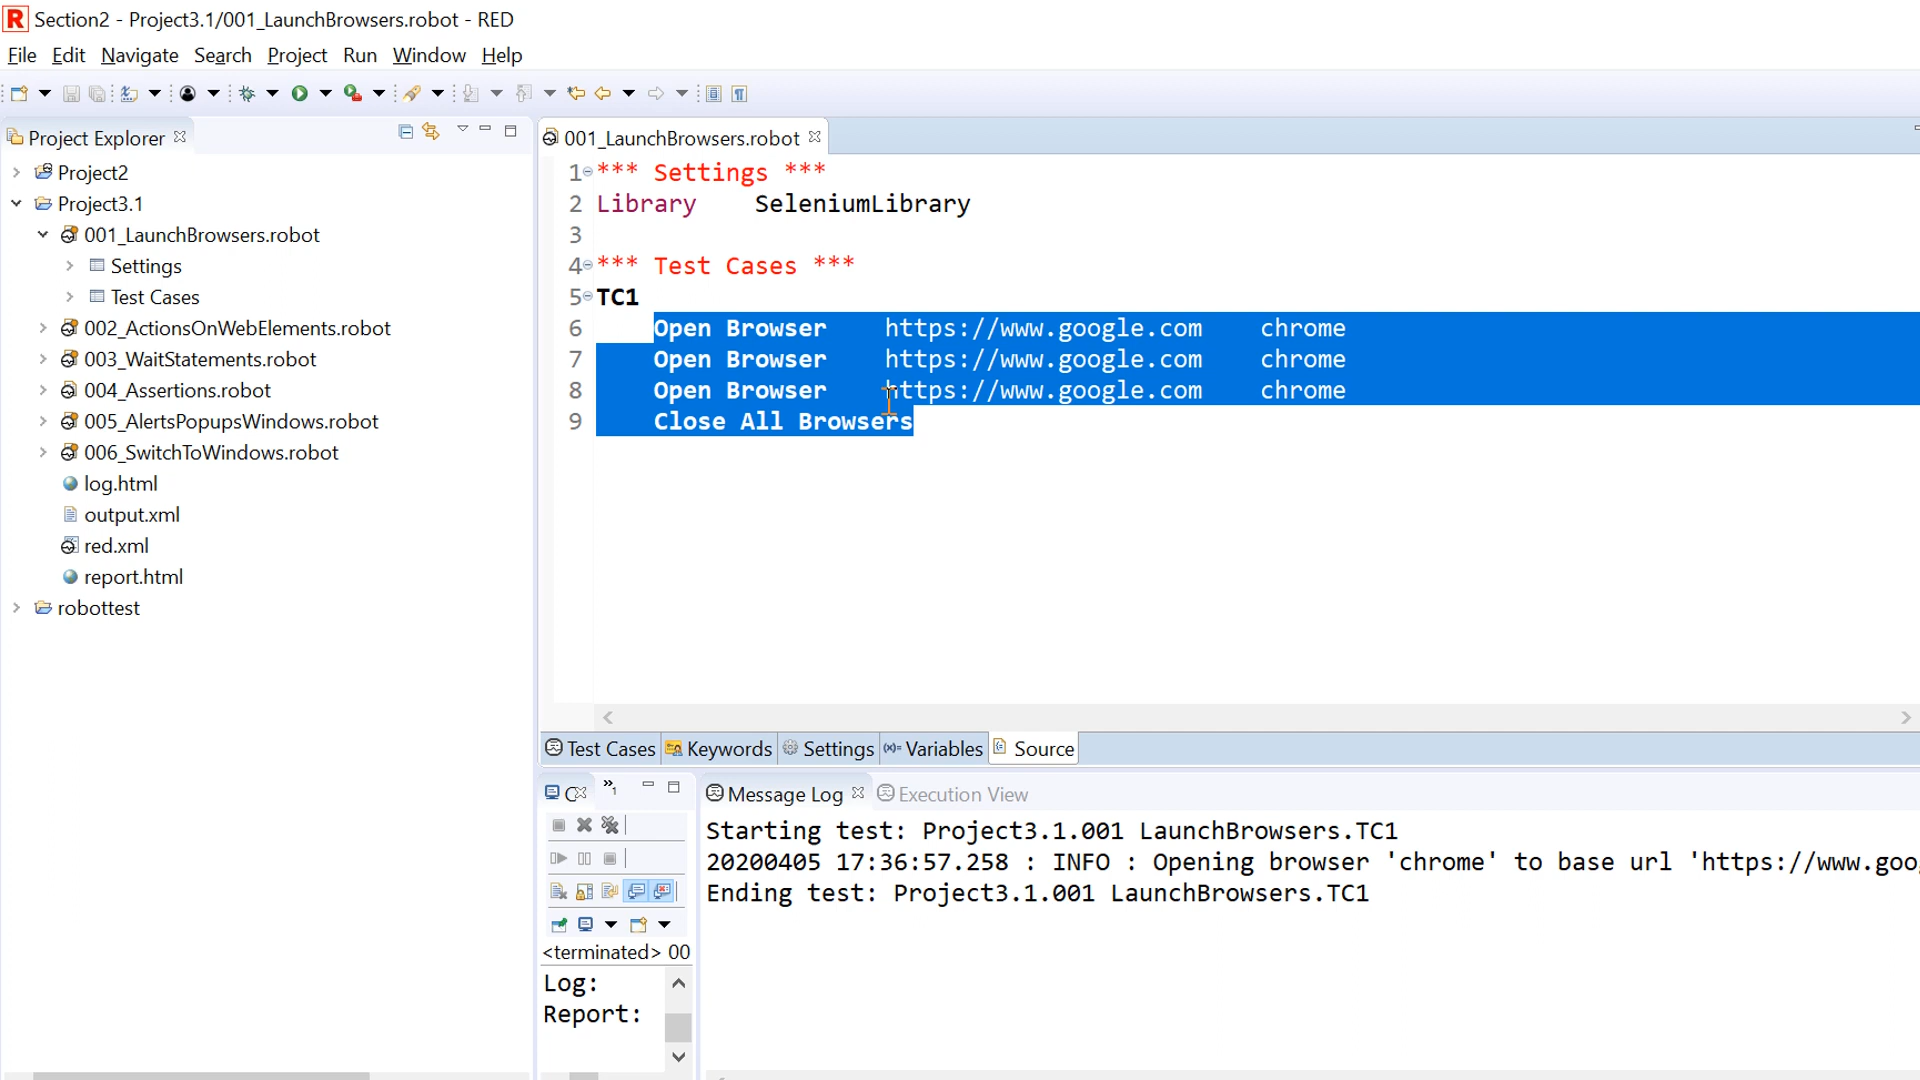 R Section2 - Project3.1/001_LaunchBrowsers.robot - RED
File Edit Navigate Search Project Run Window Help
Project Explorer
Project2
Project3.1
001_LaunchBrowsers.robot
Settings
Test Cases
002_ActionsOnWebElements.robot
003_WaitStatements.robot
004_Assertions.robot
005_AlertsPopupsWindows.robot
006_SwitchToWindows.robot
log.html
output.xml
red.xml
report.html
robottest
001_LaunchBrowsers.robot
1 *** Settings ***
2 Library    SeleniumLibrary
3
4 *** Test Cases ***
5 TC1
6     Open Browser    https://www.google.com    chrome
7     Open Browser    https://www.google.com    chrome
8     Open Browser    https://www.google.com    chrome
9     Close All Browsers
Test Cases Keywords Settings (x)= Variables Source
C »1
<terminated> 00
Log:
Report:
Message Log Execution View
Starting test: Project3.1.001 LaunchBrowsers.TC1
20200405 17:36:57.258 : INFO : Opening browser 'chrome' to base url 'https://www.goo
Ending test: Project3.1.001 LaunchBrowsers.TC1